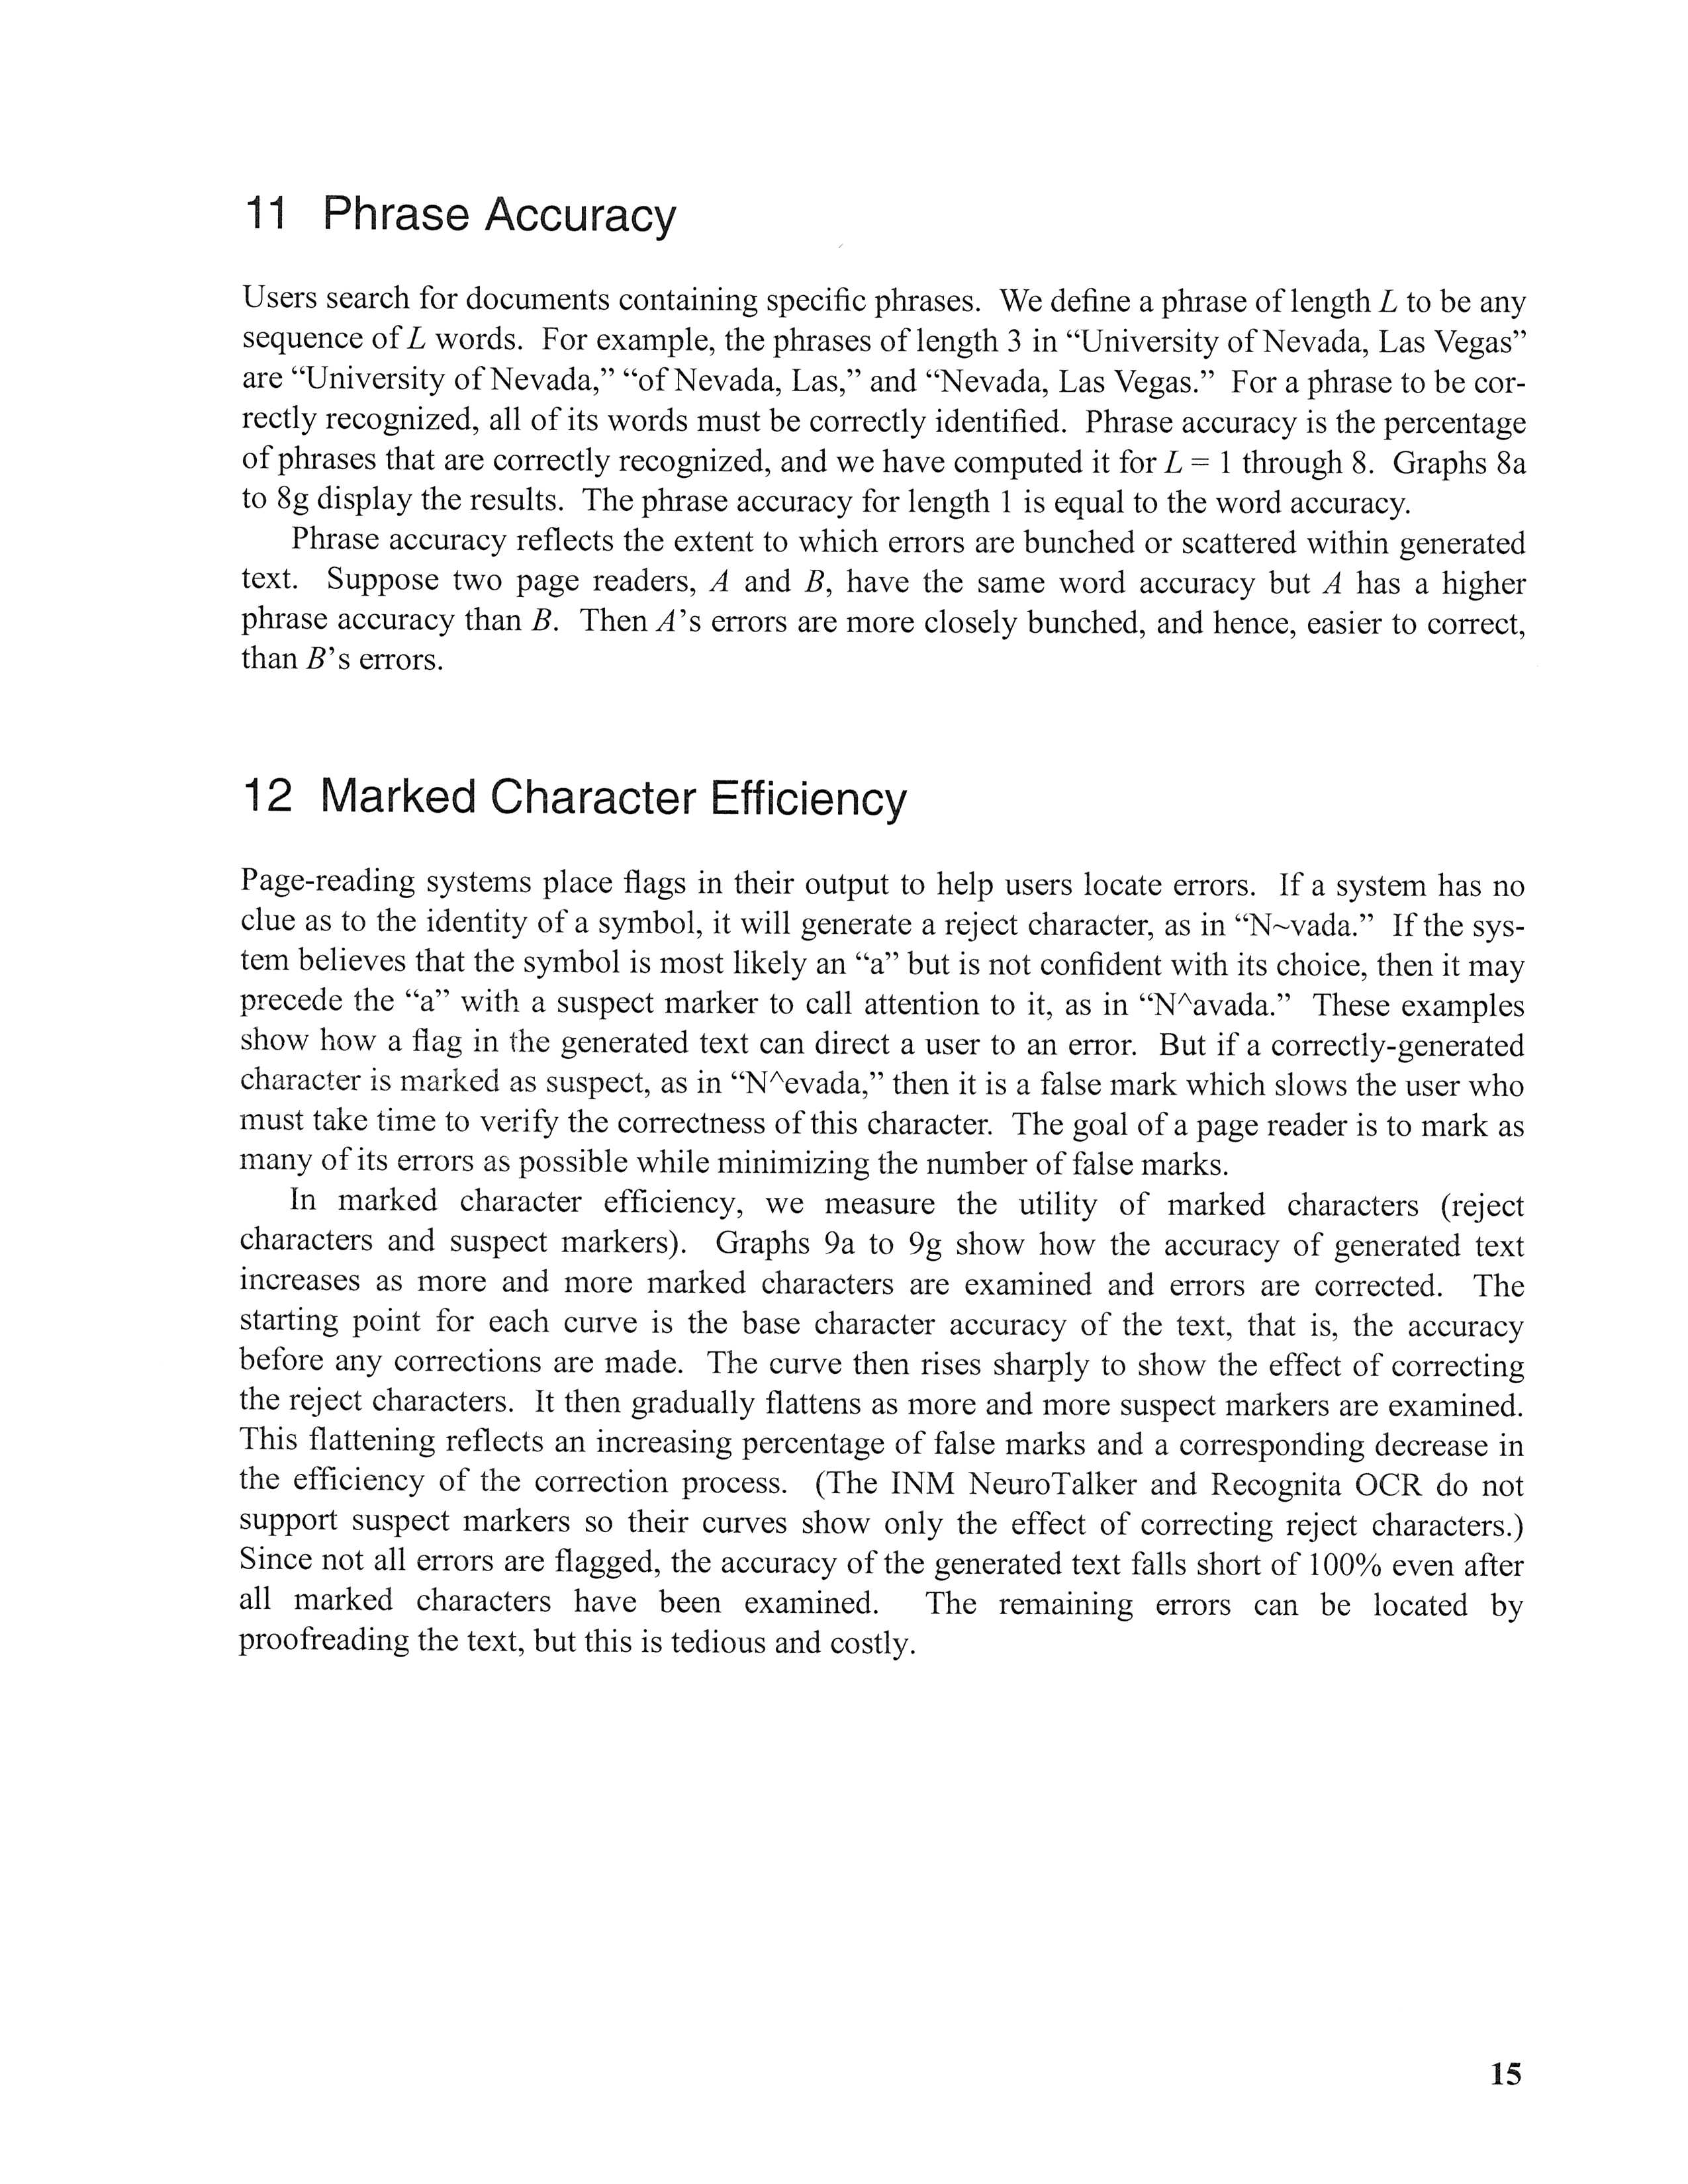 11 Phrase Accuracy
Users search for documents containing specific phrases. We define a phrase of length L to be any
sequence of L words. For example, the phrases of length 3 in “University of Nevada, Las Vegas”
are “University of Nevada,” “of Nevada, Las,” and “Nevada, Las Vegas.” For a phrase to be cor-
rectly recognized, all of its words must be correctly identified. Phrase accuracy is the percentage
of phrases that are correctly recognized, and we have computed it for L = 1 through 8. Graphs 8a
to 8g display the results. The phrase accuracy for length 1 is equal to the word accuracy.
Phrase accuracy reflects the extent to which errors are bunched or scattered within generated
text. Suppose two page readers, A and B, have the same word accuracy but A has a higher
phrase accuracy than B. Then A’s errors are more closely bunched, and hence, easier to correct,
than B’s errors.
12 Marked Character Efficiency
Page-reading systems place flags in their output to help users locate errors. If a system has no
clue as to the identity of a symbol, it will generate a reject character, as in “N~vada.” If the sys-
tem believes that the symbol is most likely an “a” but is not confident with its choice, then it may
precede the “a” with a suspect marker to call attention to it, as in “N^avada.” These examples
show how a flag in the generated text can direct a user to an error. But if a correctly-generated
character is marked as suspect, as in “N^evada,” then it is a false mark which slows the user who
must take time to verify the correctness of this character. The goal of a page reader is to mark as
many of its errors as possible while minimizing the number of false marks.
In marked character efficiency, we measure the utility of marked characters (reject
characters and suspect markers). Graphs 9a to 9g show how the accuracy of generated text
increases as more and more marked characters are examined and errors are corrected. The
starting point for each curve is the base character accuracy of the text, that is, the accuracy
before any corrections are made. The curve then rises sharply to show the effect of correcting
the reject characters. It then gradually flattens as more and more suspect markers are examined.
This flattening reflects an increasing percentage of false marks and a corresponding decrease in
the efficiency of the correction process. (The INM NeuroTalker and Recognita OCR do not
support suspect markers so their curves show only the effect of correcting reject characters.)
Since not all errors are flagged, the accuracy of the generated text falls short of 100% even after
all marked characters have been examined. The remaining errors can be located by
proofreading the text, but this is tedious and costly.
15